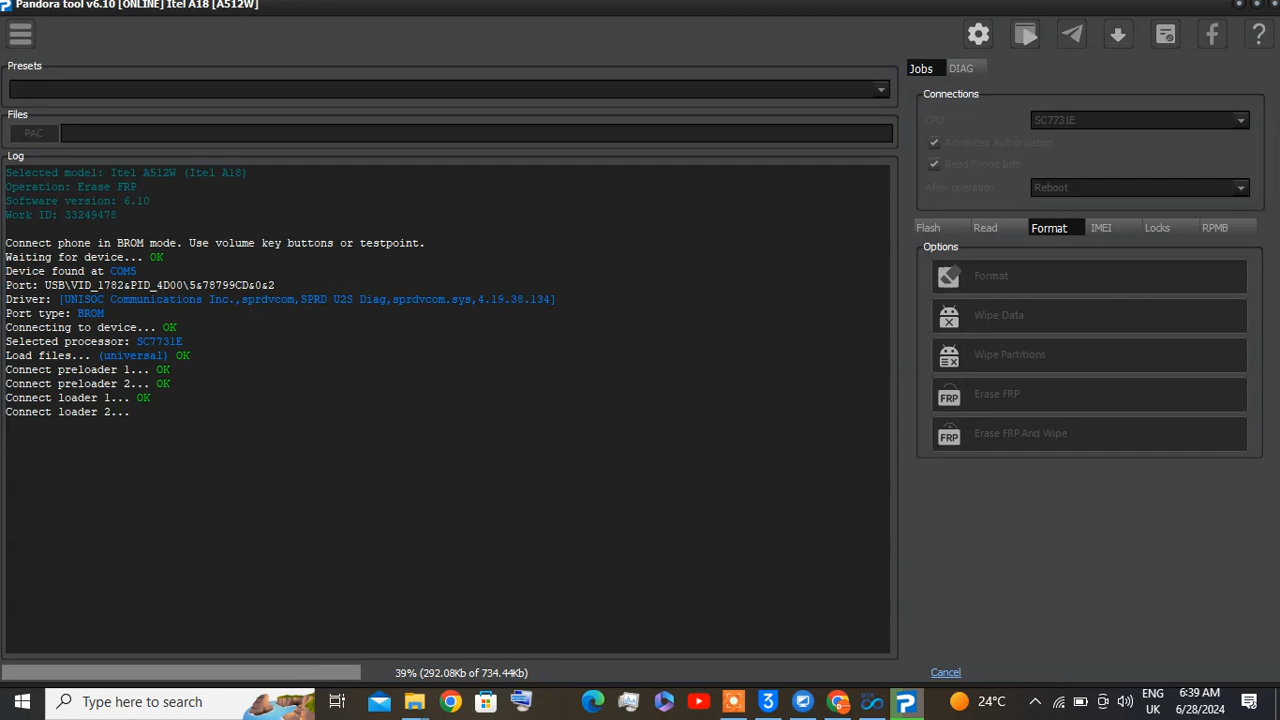 Pandora tool v6.10 [ONLINE] Itel A18 [A512W]
Presets
Files
PAC
Log
Selected model: Itel A512W (Itel A18)
Operation: Erase FRP
Software version: 6.10
Work ID: 33249478
Connect phone in BROM mode. Use volume key buttons or testpoint.
Waiting for device... OK
Device found at COM5
Port: USB\VID_1782&PID_4D00\5&78799CD&0&2
Driver: [UNISOC Communications Inc.,sprdvcom,SPRD U2S Diag,sprdvcom.sys,4.19.38.134]
Port type: BROM
Connecting to device... OK
Selected processor: SC7731E
Load files... (universal) OK
Connect preloader 1... OK
Connect preloader 2... OK
Connect loader 1... OK
Connect loader 2...
39% (292.08Kb of 734.44Kb)
Jobs DIAG
Connections
CPU SC7731E
Advanced Authorization
Read Phone Info
After operation Reboot
Flash Read Format IMEI Locks RPMB
Options
Format
Wipe Data
Wipe Partitions
FRP Erase FRP
FRP Erase FRP And Wipe
Cancel
Type here to search
24°C
ENG
UK
6:39 AM
6/28/2024